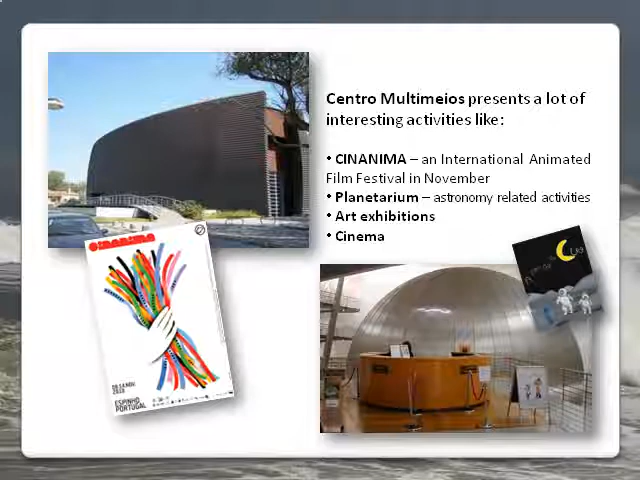 Centro Multimeios presents a lot of
interesting activities like:
• CINANIMA – an International Animated
Film Festival in November
• Planetarium – astronomy related activities
• Art exhibitions
• Cinema
cinanima
ESPINHO
PORTUGAL